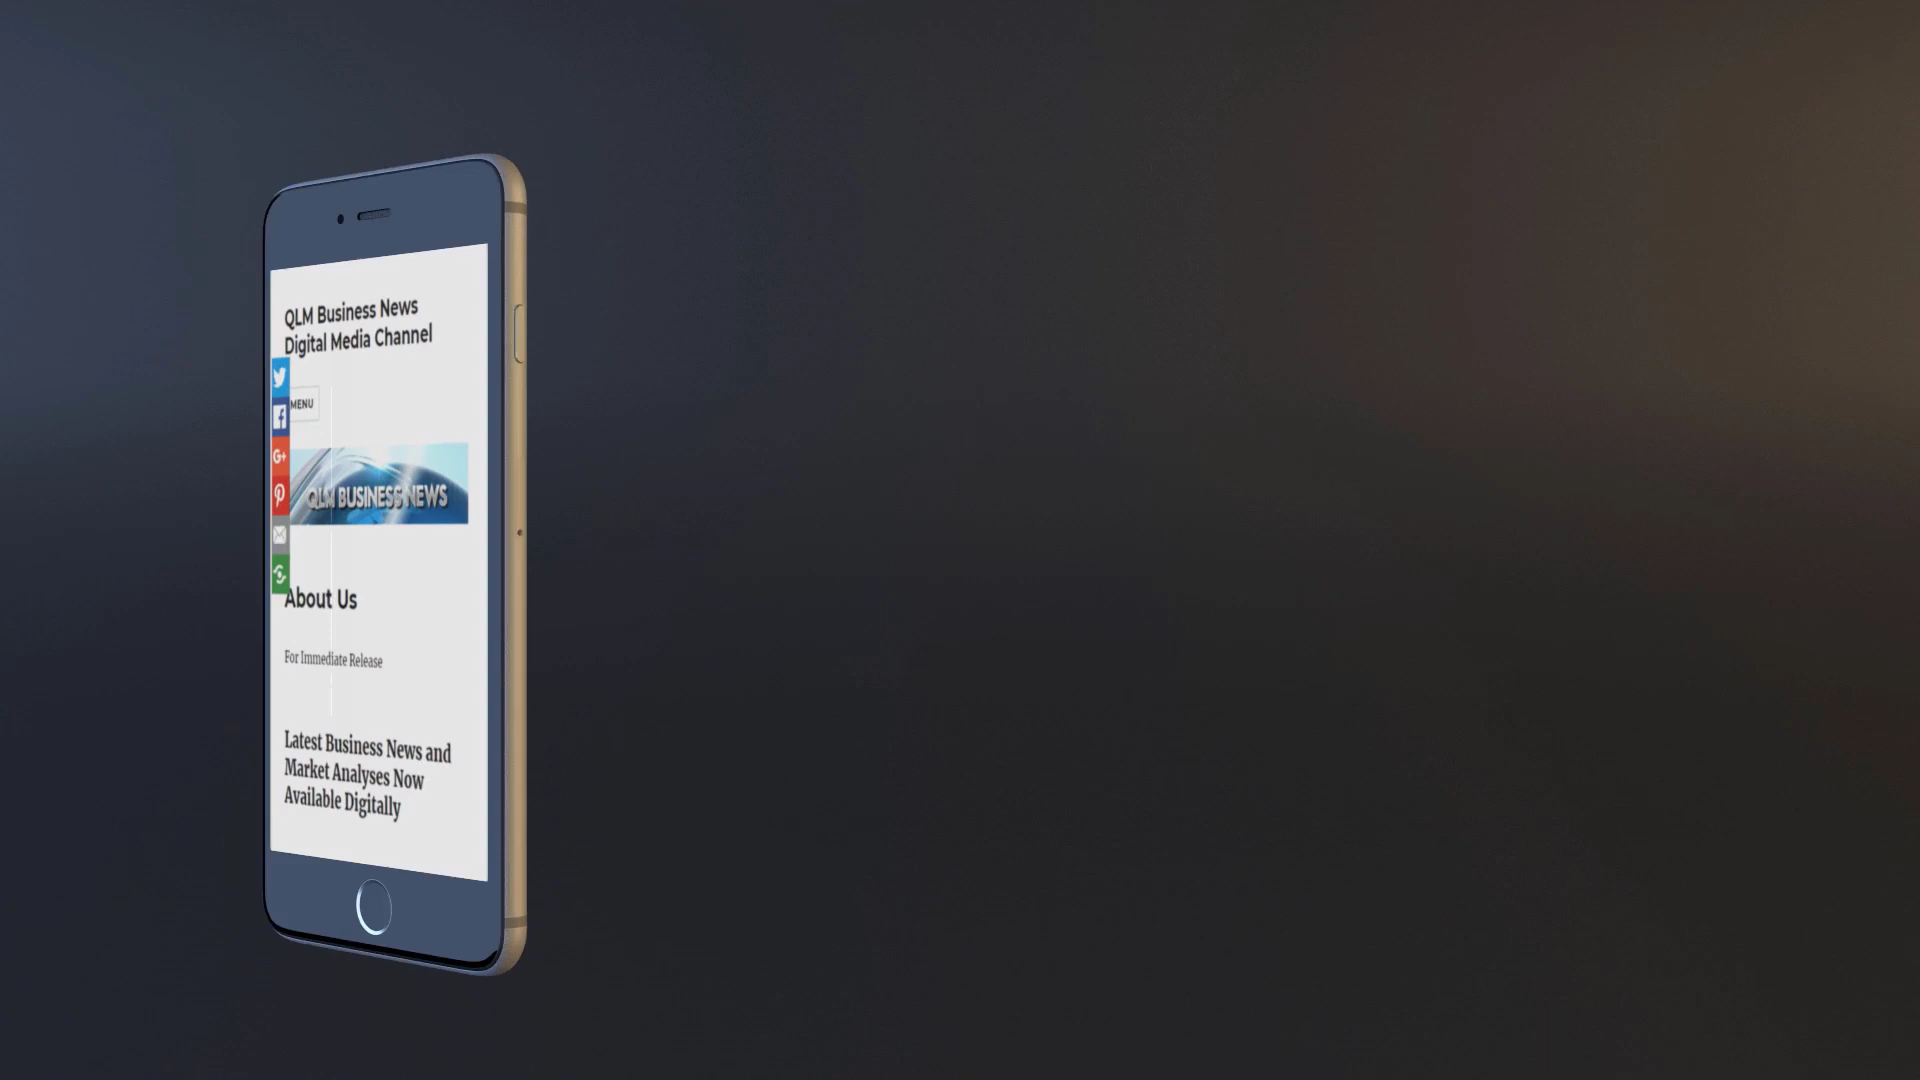 QLM Business News
Digital Media Channel
MENU
G+
QLM BUSINESS NEWS
About Us
For Immediate Release
Latest Business News and
Market Analyses Now
Available Digitally